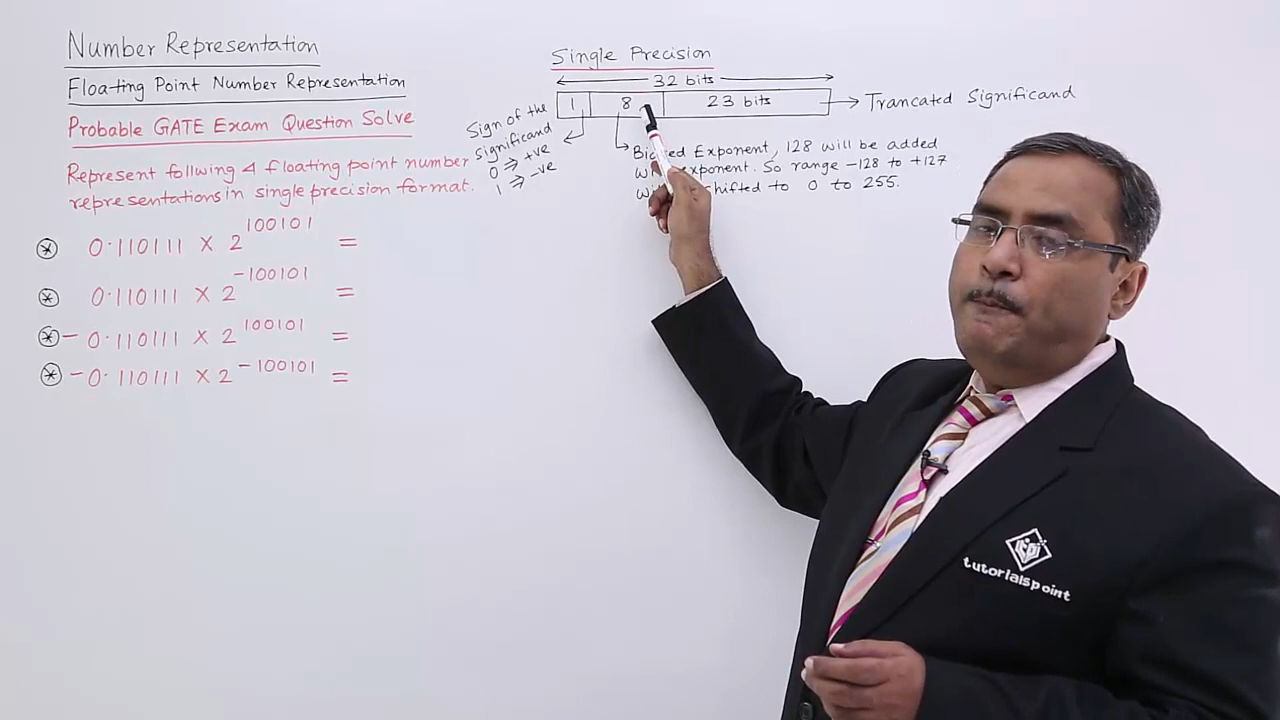 Number Representation
Floating Point Number Representation
Probable GATE Exam Question Solve
Represent follwing 4 floating point number
representations in single precision format.
0.110111 × 2^100101 =
0.110111 × 2^-100101 =
- 0.110111 × 2^100101 =
- 0.110111 × 2^-100101 =
Single Precision
32 bits
1 8 23 bits
Trancated Significand
Sign of the
Significand
0 ⇒ +ve
1 ⇒ -ve
Exponent, 128 will be added
exponent. So range -128 to +127
shifted to 0 to 255.
tutorialspoint